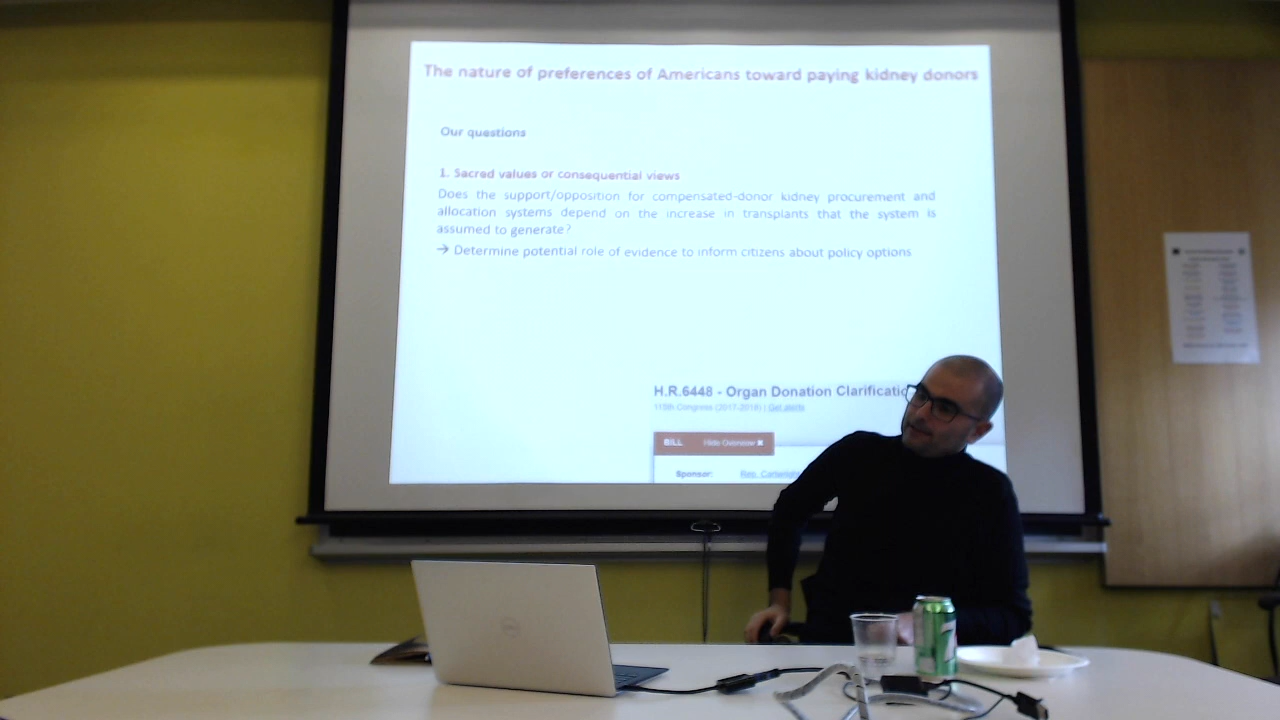 The nature of preferences of Americans toward paying kidney donors
Our questions
1. Sacred values or consequential views
Does the support/opposition for compensated-donor kidney procurement and
allocation systems depend on the increase in transplants that the system is
assumed to generate?
→ Determine potential role of evidence to inform citizens about policy options
H.R.6448 - Organ Donation Clarificatio
115th Congress (2017-2018) | Get alerts
BILL Hide Overview ✖
Sponsor: Rep. Cartwright